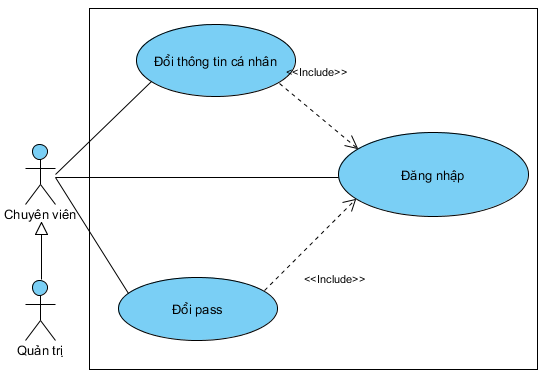 Đổi thông tin cá nhân
<<Include>>
Đăng nhập
Chuyên viên
<<Include>>
Đổi pass
Quản trị